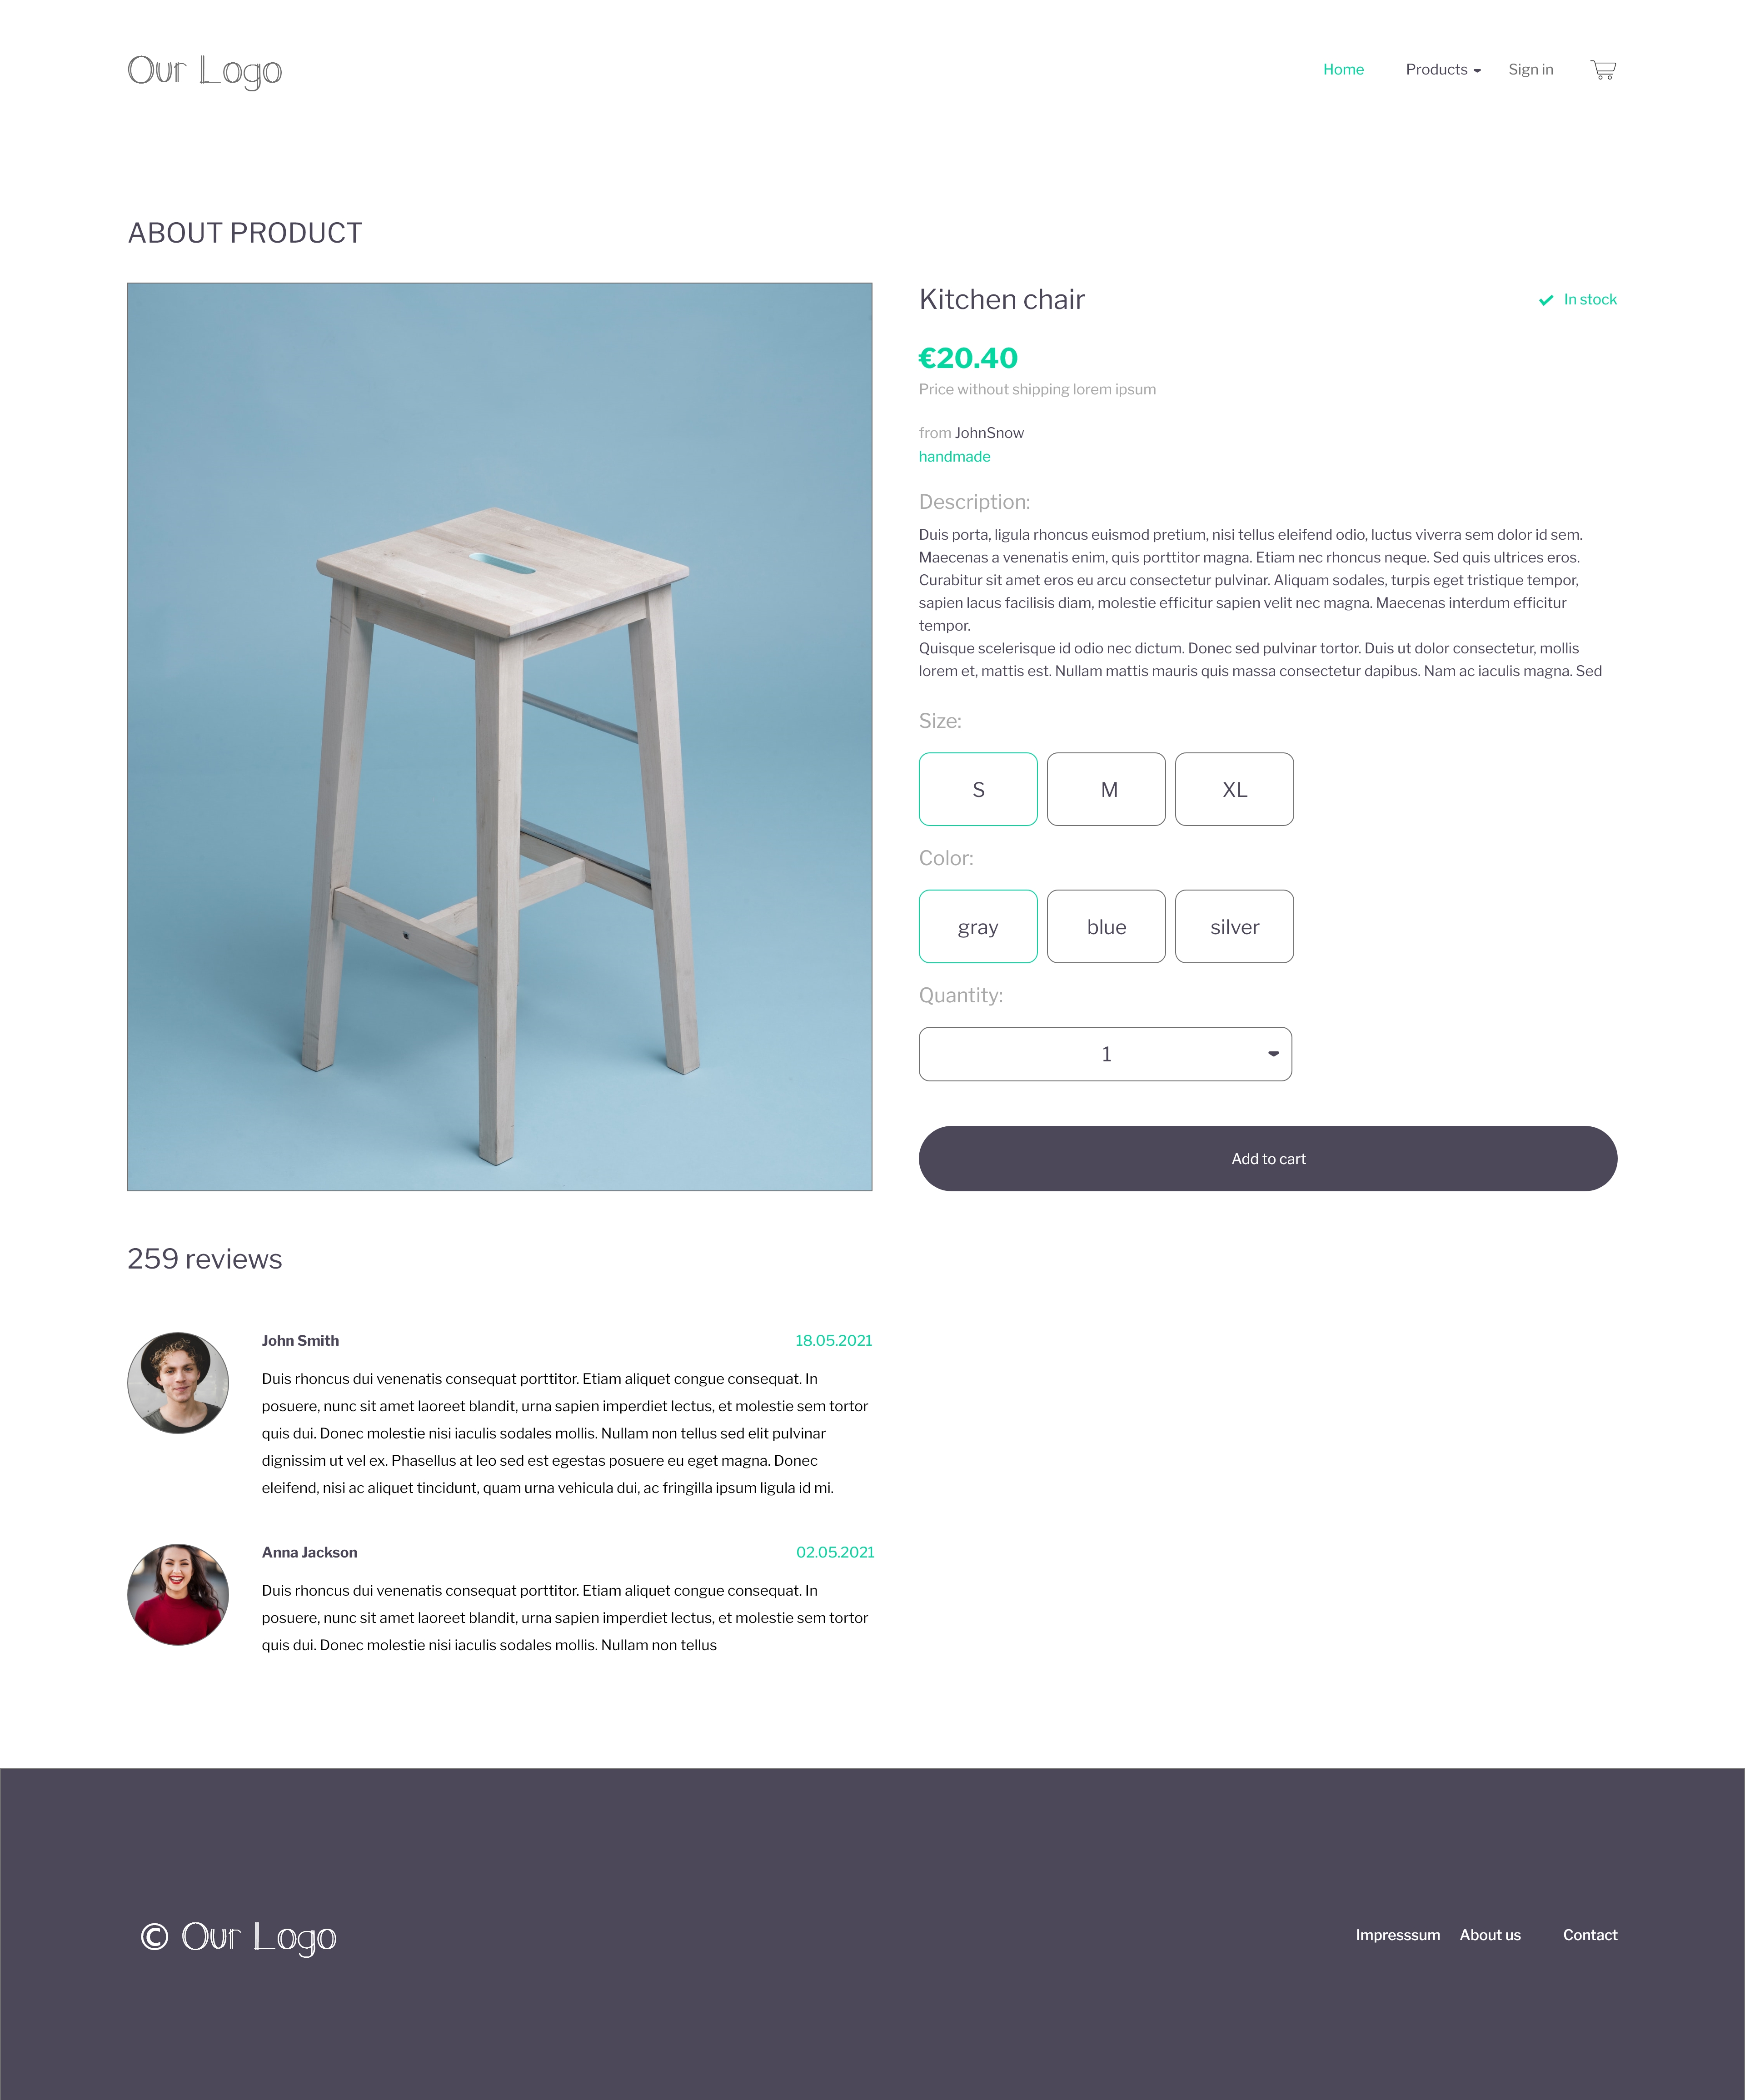 Our Logo
Home Products Sign in
ABOUT PRODUCT
Kitchen chair
In stock
€20.40
Price without shipping lorem ipsum
from JohnSnow
handmade
Description:
Duis porta, ligula rhoncus euismod pretium, nisi tellus eleifend odio, luctus viverra sem dolor id sem.
Maecenas a venenatis enim, quis porttitor magna. Etiam nec rhoncus neque. Sed quis ultrices eros.
Curabitur sit amet eros eu arcu consectetur pulvinar. Aliquam sodales, turpis eget tristique tempor,
sapien lacus facilisis diam, molestie efficitur sapien velit nec magna. Maecenas interdum efficitur
tempor.
Quisque scelerisque id odio nec dictum. Donec sed pulvinar tortor. Duis ut dolor consectetur, mollis
lorem et, mattis est. Nullam mattis mauris quis massa consectetur dapibus. Nam ac iaculis magna. Sed
Size:
S M XL
Color:
gray blue silver
Quantity:
1
Add to cart
259 reviews
John Smith 18.05.2021
Duis rhoncus dui venenatis consequat porttitor. Etiam aliquet congue consequat. In
posuere, nunc sit amet laoreet blandit, urna sapien imperdiet lectus, et molestie sem tortor
quis dui. Donec molestie nisi iaculis sodales mollis. Nullam non tellus sed elit pulvinar
dignissim ut vel ex. Phasellus at leo sed est egestas posuere eu eget magna. Donec
eleifend, nisi ac aliquet tincidunt, quam urna vehicula dui, ac fringilla ipsum ligula id mi.
Anna Jackson 02.05.2021
Duis rhoncus dui venenatis consequat porttitor. Etiam aliquet congue consequat. In
posuere, nunc sit amet laoreet blandit, urna sapien imperdiet lectus, et molestie sem tortor
quis dui. Donec molestie nisi iaculis sodales mollis. Nullam non tellus
© Our Logo
Impresssum About us Contact